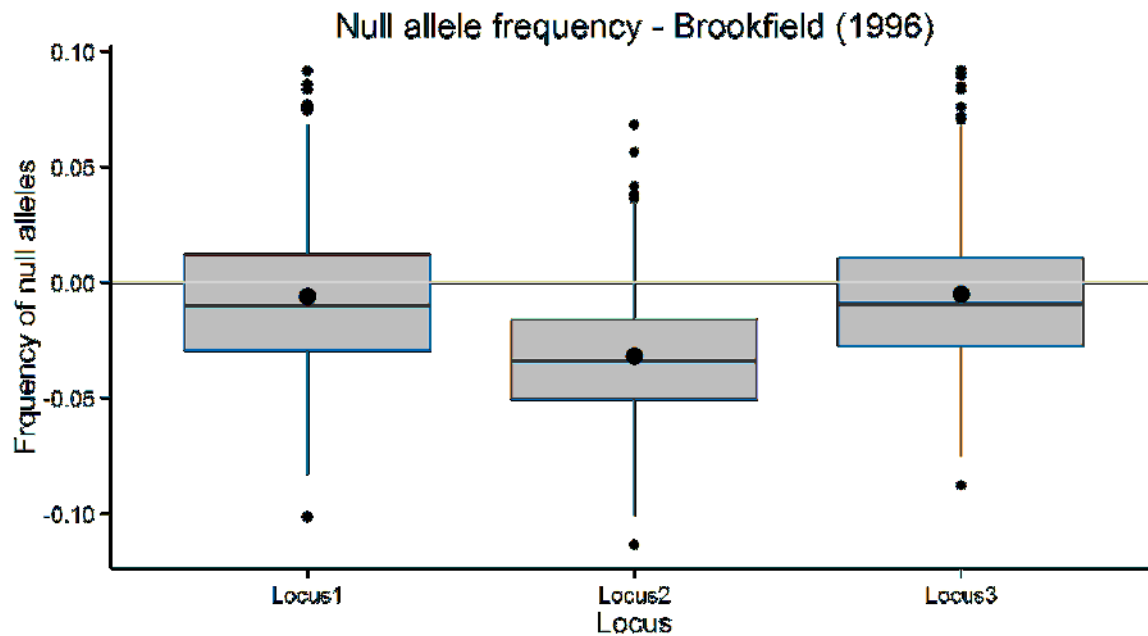 Null allele frequency - Brookfield (1996)
0.10
0.05
0.00
-0.05
-0.10
Frquency of null alleles
Locus1
Locus2
Locus3
Locus